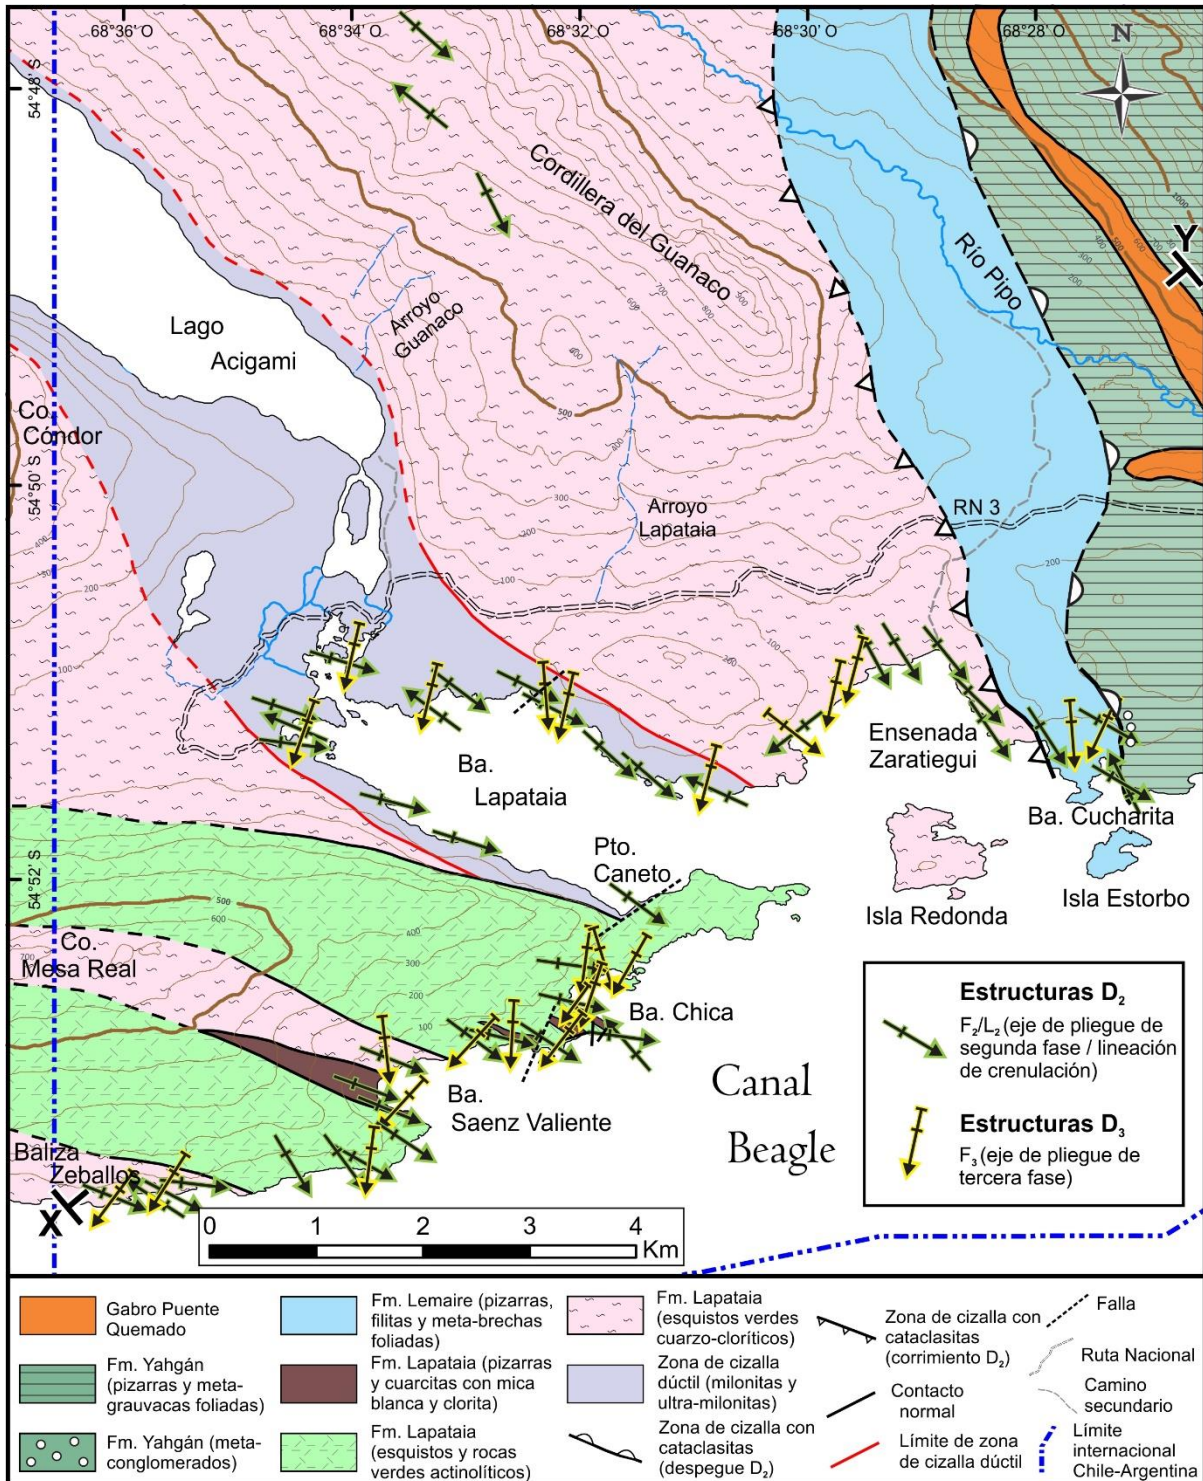 68°36' O
68°34' O
68°32' O
68°30' O
68°28' O
N
54°48' S
Cordillera del Guanaco
Río Pipo
Y
Lago
Acigami
Arroyo
Guanaco
Co.
Cóndor
54°50' S
Arroyo
Lapataia
RN 3
Ba.
Lapataia
Ensenada
Zaratiegui
Ba. Cucharita
Pto.
Caneto
54°52' S
Isla Redonda
Isla Estorbo
Co.
Mesa Real
Ba. Chica
Ba.
Saenz Valiente
Canal
Beagle
Baliza
Zeballos
X
0 1 2 3 4
Km
Estructuras D₂
F₂/L₂ (eje de pliegue de
segunda fase / lineación
de crenulación)
Estructuras D₃
F₃ (eje de pliegue de
tercera fase)
Gabro Puente
Quemado
Fm. Yahgán
(pizarras y meta-
grauvacas foliadas)
Fm. Yahgán (meta-
conglomerados)
Fm. Lemaire (pizarras,
filitas y meta-brechas
foliadas)
Fm. Lapataia (pizarras
y cuarcitas con mica
blanca y clorita)
Fm. Lapataia
(esquistos y rocas
verdes actinolíticos)
Fm. Lapataia
(esquistos verdes
cuarzo-cloríticos)
Zona de cizalla
dúctil (milonitas y
ultra-milonitas)
Zona de cizalla con
cataclasitas
(despegue D₂)
Zona de cizalla con
cataclasitas
(corrimiento D₂)
Contacto
normal
Límite de zona
de cizalla dúctil
Falla
Ruta Nacional
Camino
secundario
Límite
internacional
Chile-Argentina